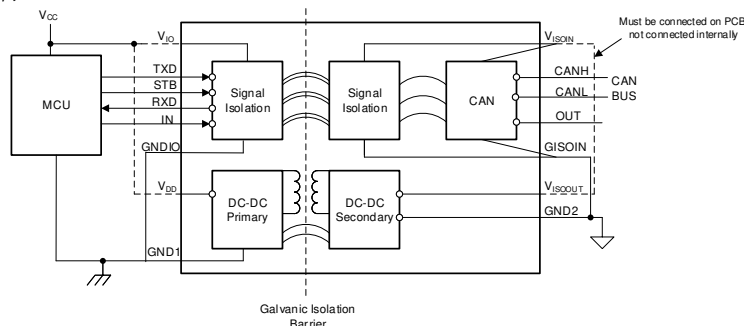 VCC
VIO
VISOIN
Must be connected on PCB
not connected internally
TXD
STB
RXD
IN
MCU
Signal
Isolation
Signal
Isolation
CAN
CANH
CANL
CAN
BUS
OUT
GNDIO
GISOIN
VDD
DC-DC
Primary
DC-DC
Secondary
VISOOUT
GND2
GND1
Galvanic Isolation
Barrier